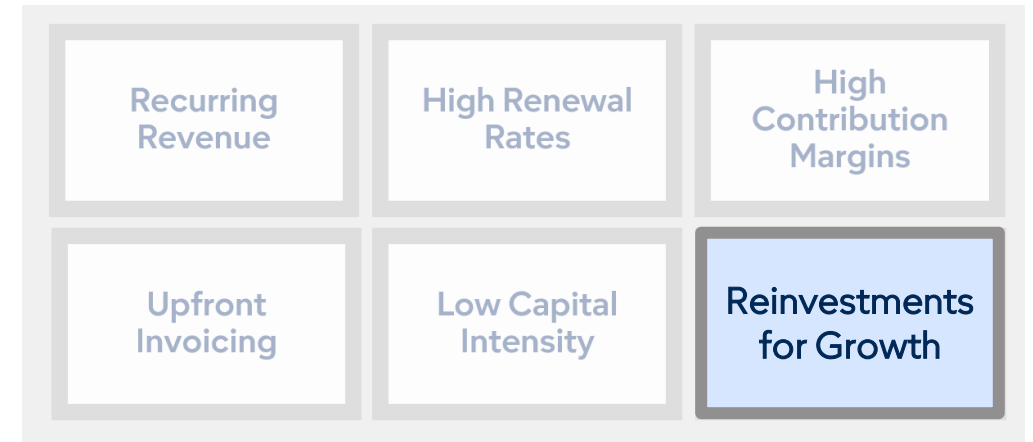 Recurring
Revenue
High Renewal
Rates
High
Contribution
Margins
Upfront
Invoicing
Low Capital
Intensity
Reinvestments
for Growth